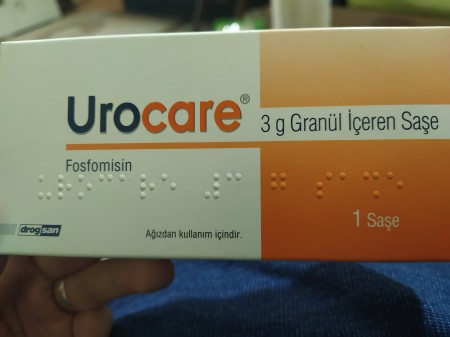 Urocare®
3 g Granül İçeren Saşe
Fosfomisin
1 Saşe
drogsan
Ağızdan kullanım içindir.